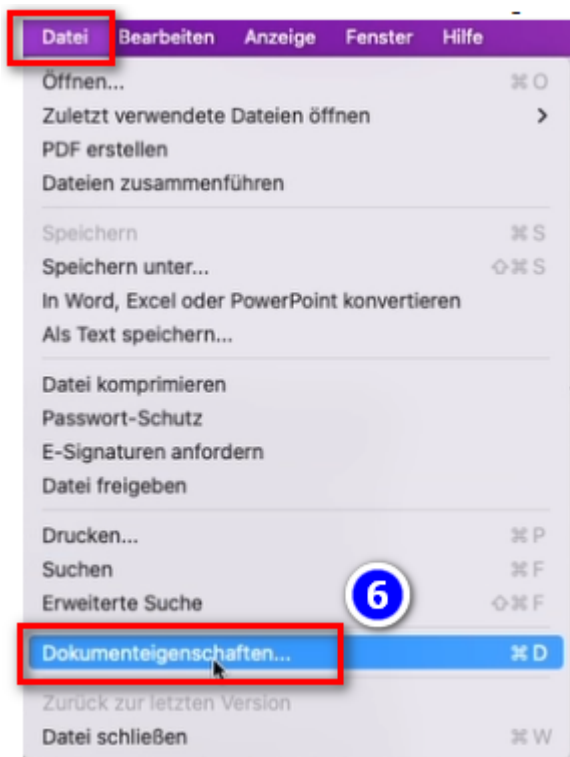 Datei Bearbeiten Anzeige Fenster Hilfe
Öffnen... ⌘ O
Zuletzt verwendete Dateien öffnen >
PDF erstellen
Dateien zusammenführen
Speichern ⌘ S
Speichern unter... ⇧⌘ S
In Word, Excel oder PowerPoint konvertieren
Als Text speichern...
Datei komprimieren
Passwort-Schutz
E-Signaturen anfordern
Datei freigeben
Drucken... ⌘ P
Suchen ⌘ F
Erweiterte Suche ⇧⌘ F
6
Dokumenteigenschaften... ⌘ D
Zurück zur letzten Version
Datei schließen ⌘ W